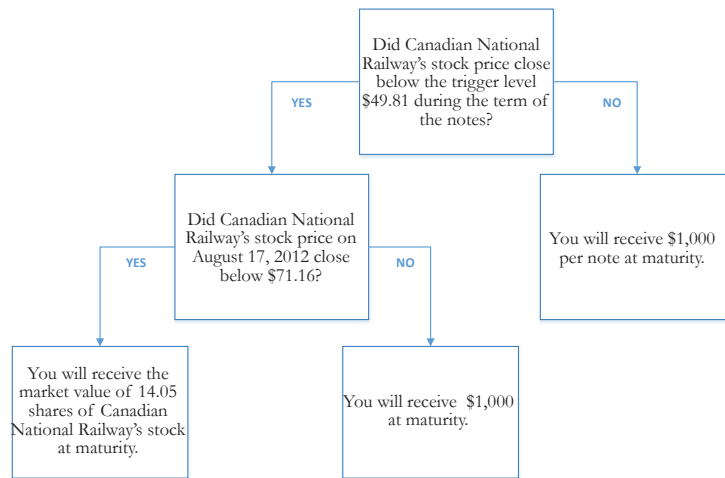 Did Canadian National
Railway's stock price close
below the trigger level
$49.81 during the term of
the notes?
YES
NO
Did Canadian National
Railway's stock price on
August 17, 2012 close
below $71.16?
You will receive $1,000
per note at maturity.
YES
NO
You will receive the
market value of 14.05
shares of Canadian
National Railway's stock
at maturity.
You will receive $1,000
at maturity.